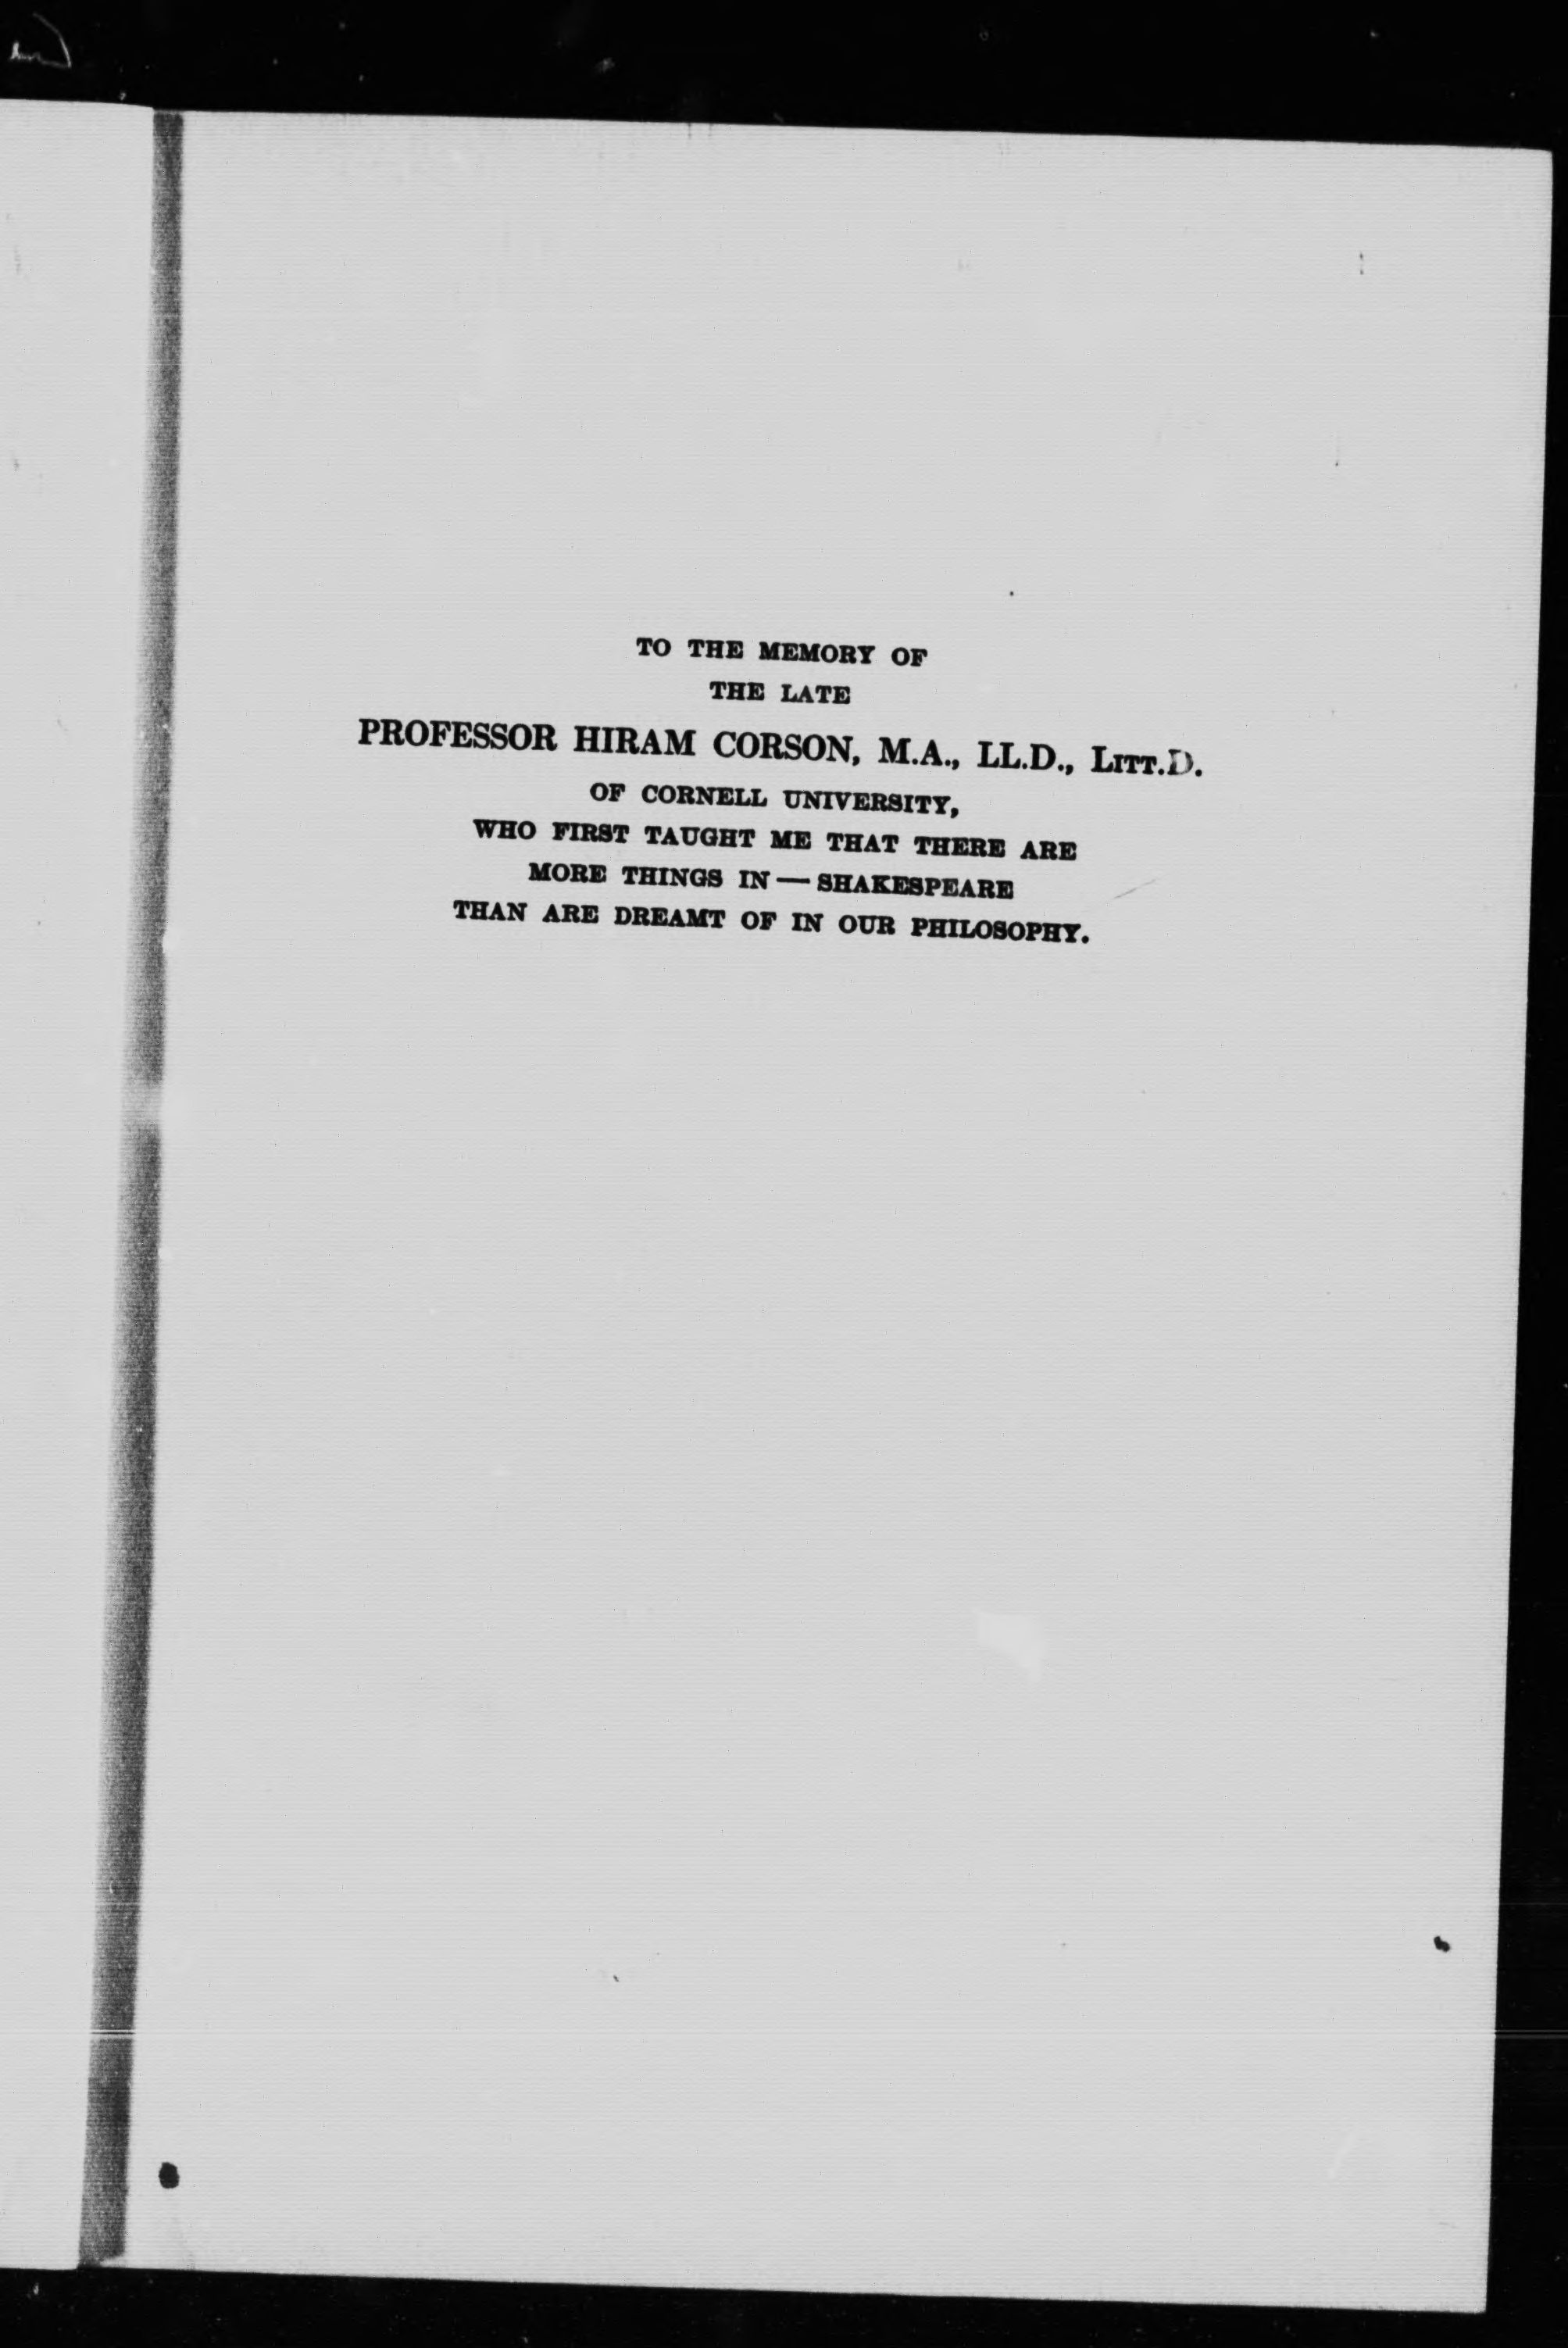 TO THE MEMORY OF
THE LATE
PROFESSOR HIRAM CORSON, M.A., LL.D., LITT.D.
OF CORNELL UNIVERSITY,
WHO FIRST TAUGHT ME THAT THERE ARE
MORE THINGS IN — SHAKESPEARE
THAN ARE DREAMT OF IN OUR PHILOSOPHY.